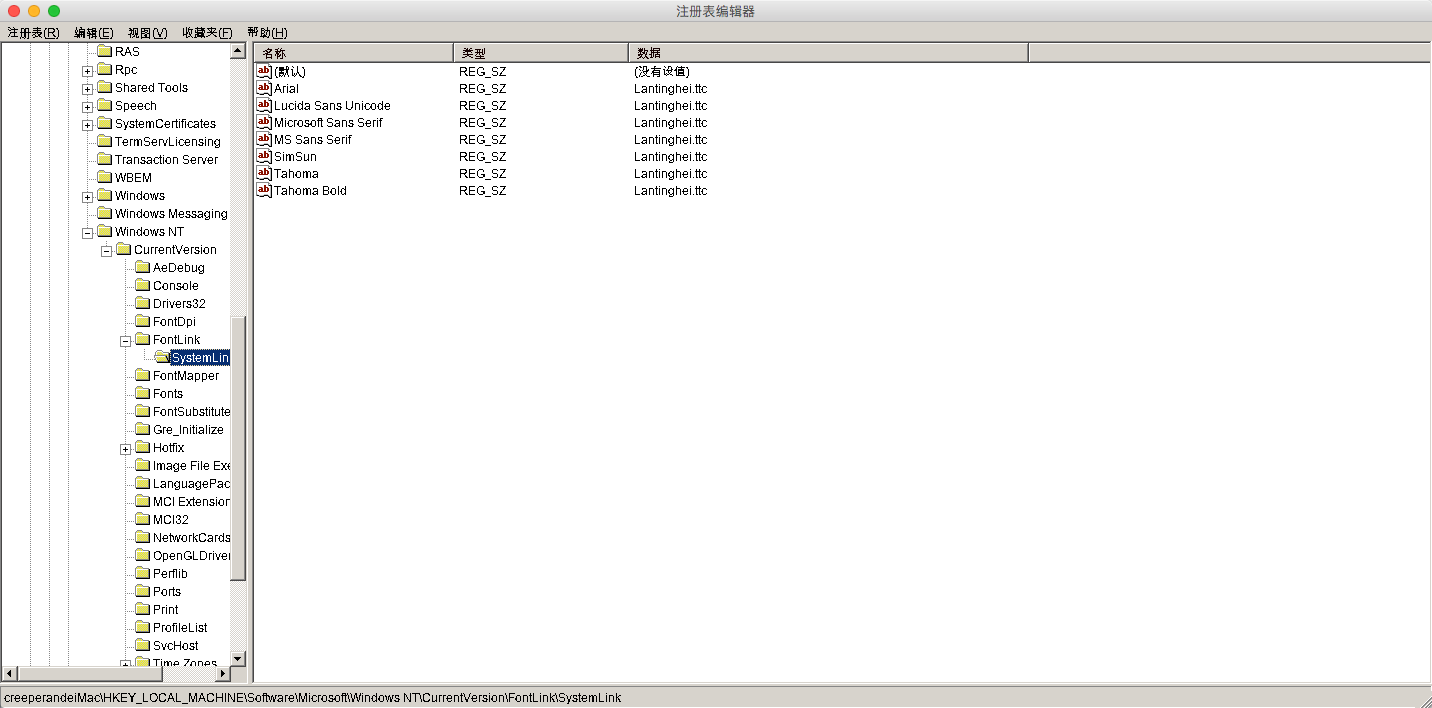 注册表编辑器
注册表(R) 编辑(E) 视图(V) 收藏夹(F) 帮助(H)
RAS
Rpc
Shared Tools
Speech
SystemCertificates
TermServLicensing
Transaction Server
WBEM
Windows
Windows Messaging
Windows NT
CurrentVersion
AeDebug
Console
Drivers32
FontDpi
FontLink
SystemLin
FontMapper
Fonts
FontSubstitute
Gre_Initialize
Hotfix
Image File Exe
LanguagePac
MCI Extension
MCI32
NetworkCards
OpenGLDriver
Perflib
Ports
Print
ProfileList
SvcHost
Time Zones
名称 类型 数据
(默认) REG_SZ (没有设值)
Arial REG_SZ Lantinghei.ttc
Lucida Sans Unicode REG_SZ Lantinghei.ttc
Microsoft Sans Serif REG_SZ Lantinghei.ttc
MS Sans Serif REG_SZ Lantinghei.ttc
SimSun REG_SZ Lantinghei.ttc
Tahoma REG_SZ Lantinghei.ttc
Tahoma Bold REG_SZ Lantinghei.ttc
creeperandeiMac\HKEY_LOCAL_MACHINE\Software\Microsoft\Windows NT\CurrentVersion\FontLink\SystemLink